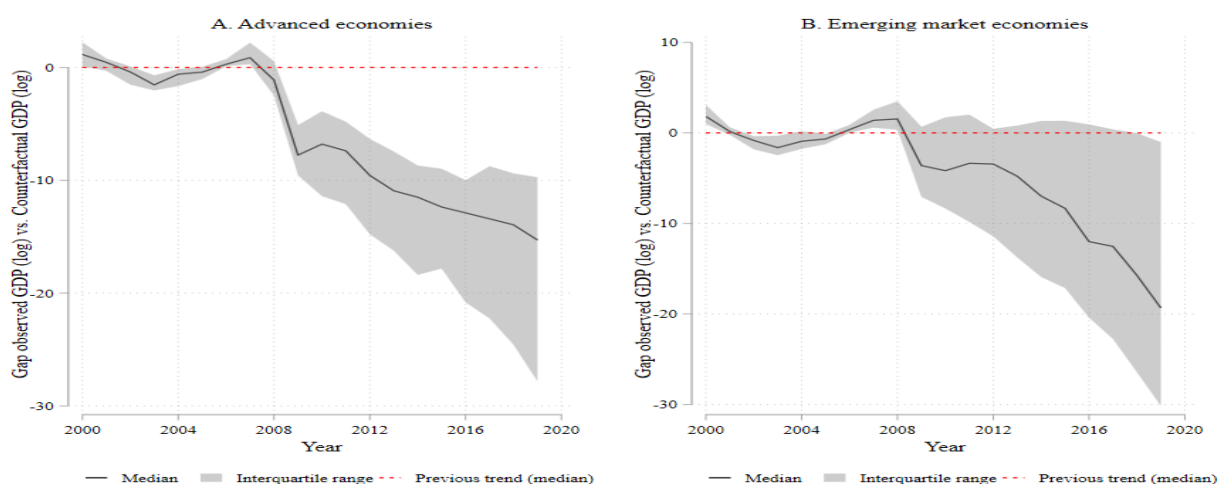 A. Advanced economies
Gap observed GDP (log) vs. Counterfactual GDP (log)
0
-10
-20
-30
2000 2004 2008 2012 2016 2020
Year
Median Interquartile range Previous trend (median)
B. Emerging market economies
Gap observed GDP (log) vs. Counterfactual GDP (log)
10
0
-10
-20
-30
2000 2004 2008 2012 2016 2020
Year
Median Interquartile range Previous trend (median)